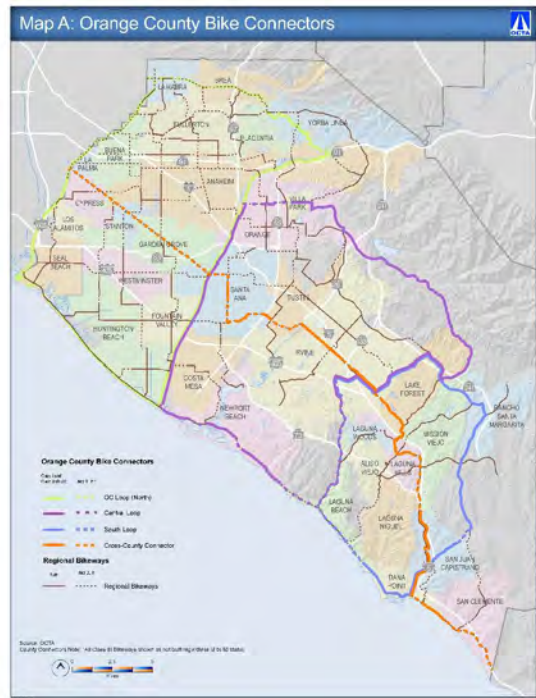 Map A: Orange County Bike Connectors
OCTA
LA HABRA
BREA
FULLERTON
PLACENTIA
YORBA LINDA
BUENA
PARK
LA
PALMA
ANAHEIM
CYPRESS
VILLA
PARK
LOS
ALAMITOS
STANTON
ORANGE
GARDEN GROVE
SEAL
BEACH
WESTMINSTER
SANTA
ANA
TUSTIN
FOUNTAIN
VALLEY
HUNTINGTON
BEACH
IRVINE
COSTA
MESA
LAKE
FOREST
NEWPORT
BEACH
RANCHO
SANTA
MARGARITA
LAGUNA
WOODS
MISSION
VIEJO
ALISO
VIEJO
LAGUNA
HILLS
LAGUNA
BEACH
LAGUNA
NIGUEL
SAN JUAN
CAPISTRANO
DANA
POINT
SAN CLEMENTE
Orange County Bike Connectors
OC Loop (North)
Central Loop
South Loop
Cross-County Connector
Regional Bikeways
Regional Bikeways
Source: OCTA